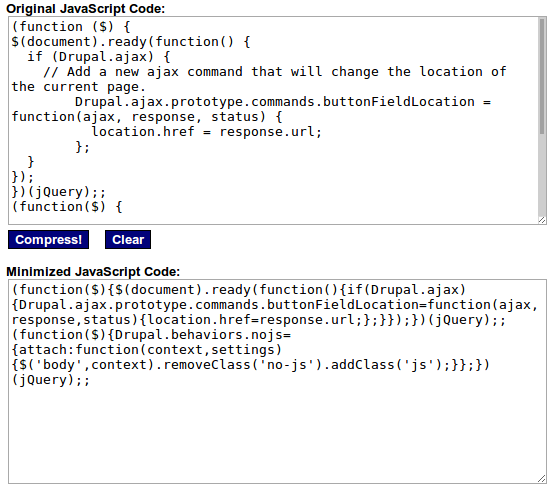 Original JavaScript Code:
(function ($) {
$(document).ready(function() {
  if (Drupal.ajax) {
    // Add a new ajax command that will change the location of
the current page.
        Drupal.ajax.prototype.commands.buttonFieldLocation =
function(ajax, response, status) {
          location.href = response.url;
        };
  }
});
})(jQuery);;
(function($) {
Compress! Clear
Minimized JavaScript Code:
(function($){$(document).ready(function(){if(Drupal.ajax)
{Drupal.ajax.prototype.commands.buttonFieldLocation=function(ajax,
response,status){location.href=response.url;};}});})(jQuery);;
(function($){Drupal.behaviors.nojs=
{attach:function(context,settings)
{$('body',context).removeClass('no-js').addClass('js');}};})
(jQuery);;